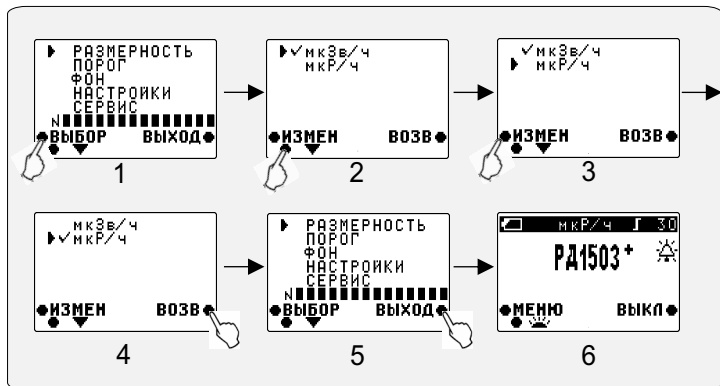 РАЗМЕРНОСТЬ
ПОРОГ
ФОН
НАСТРОЙКИ
СЕРВИС
N
ВЫБОР ВЫХОД
1
✓мкЗв/ч
мкР/ч
ИЗМЕН ВОЗВ
2
✓мкЗв/ч
мкР/ч
ИЗМЕН ВОЗВ
3
мкЗв/ч
✓мкР/ч
ИЗМЕН ВОЗВ
4
РАЗМЕРНОСТЬ
ПОРОГ
ФОН
НАСТРОЙКИ
СЕРВИС
N
ВЫБОР ВЫХОД
5
мкР/ч 30
РД1503+
МЕНЮ ВЫКЛ
6